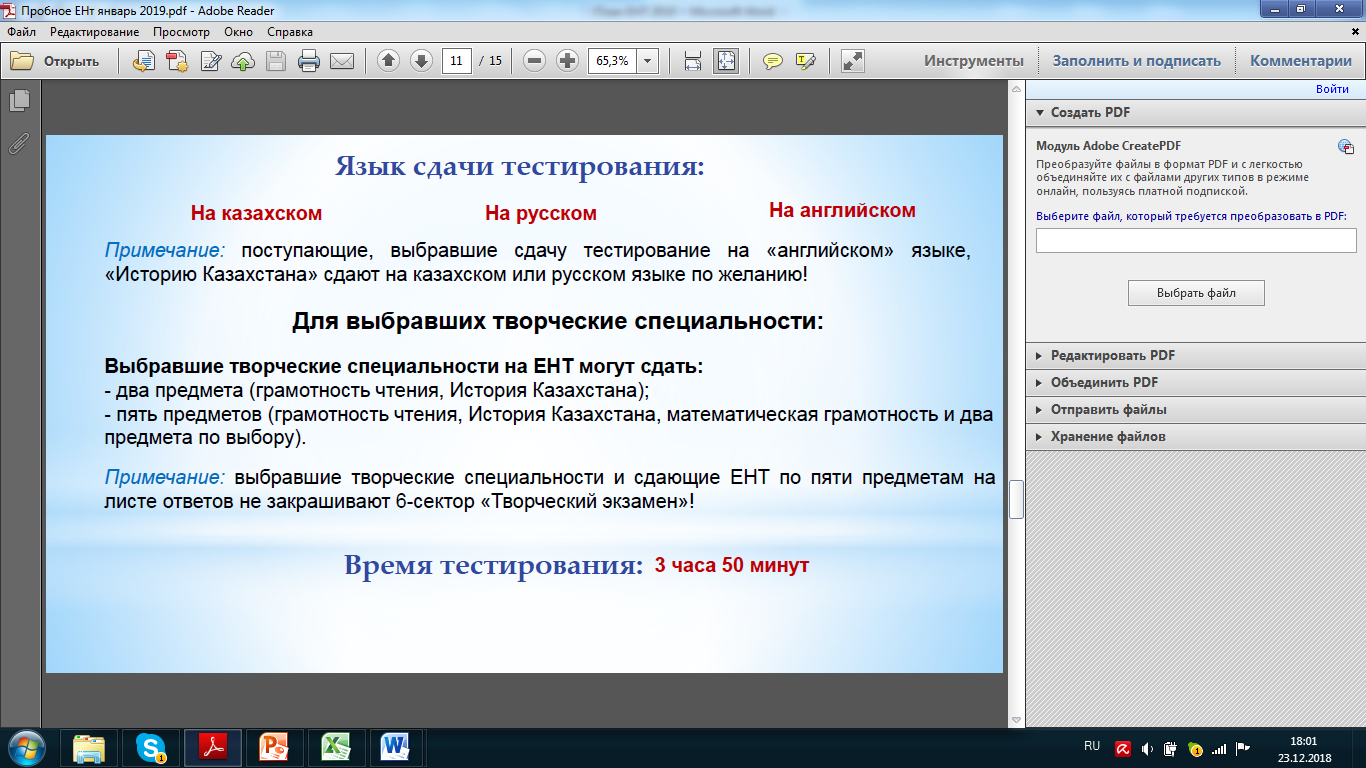 Пробное ЕНт январь 2019.pdf - Adobe Reader
Файл Редактирование Просмотр Окно Справка
Открыть 11 / 15 65,3% Инструменты Заполнить и подписать Комментарии
Войти
Создать PDF
Модуль Adobe CreatePDF
Преобразуйте файлы в формат PDF и с легкостью
объединяйте их с файлами других типов в режиме
онлайн, пользуясь платной подпиской.
Выберите файл, который требуется преобразовать в PDF:
Выбрать файл
Редактировать PDF
Объединить PDF
Отправить файлы
Хранение файлов
Язык сдачи тестирования:
На казахском На русском На английском
Примечание: поступающие, выбравшие сдачу тестирование на «английском» языке,
«Историю Казахстана» сдают на казахском или русском языке по желанию!
Для выбравших творческие специальности:
Выбравшие творческие специальности на ЕНТ могут сдать:
- два предмета (грамотность чтения, История Казахстана);
- пять предметов (грамотность чтения, История Казахстана, математическая грамотность и два
предмета по выбору).
Примечание: выбравшие творческие специальности и сдающие ЕНТ по пяти предметам на
листе ответов не закрашивают 6-сектор «Творческий экзамен»!
Время тестирования: 3 часа 50 минут
RU 18:01
23.12.2018